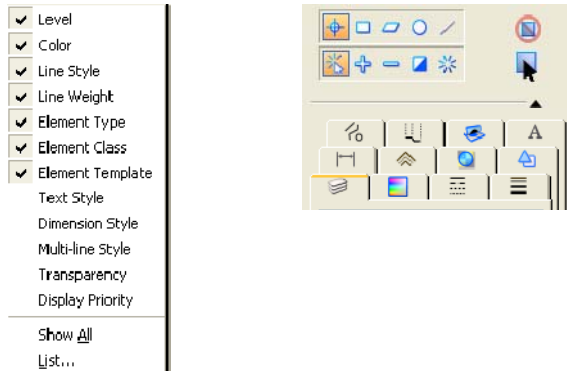 Level
Color
Line Style
Line Weight
Element Type
Element Class
Element Template
Text Style
Dimension Style
Multi-line Style
Transparency
Display Priority
Show All
List...
A